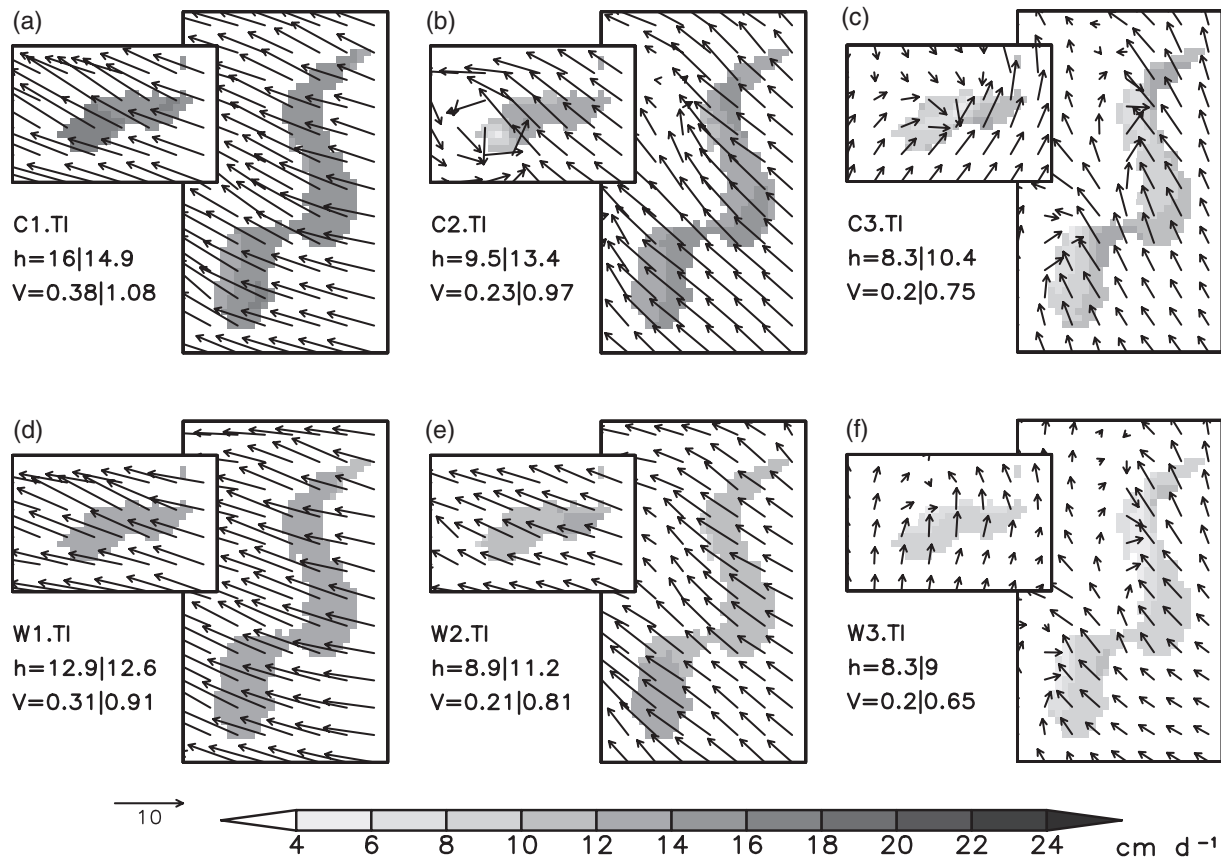 (a)
C1.TI
h=16|14.9
V=0.38|1.08
(b)
C2.TI
h=9.5|13.4
V=0.23|0.97
(c)
C3.TI
h=8.3|10.4
V=0.2|0.75
(d)
W1.TI
h=12.9|12.6
V=0.31|0.91
(e)
W2.TI
h=8.9|11.2
V=0.21|0.81
(f)
W3.TI
h=8.3|9
V=0.2|0.65
10
4 6 8 10 12 14 16 18 20 22 24 cm d⁻¹